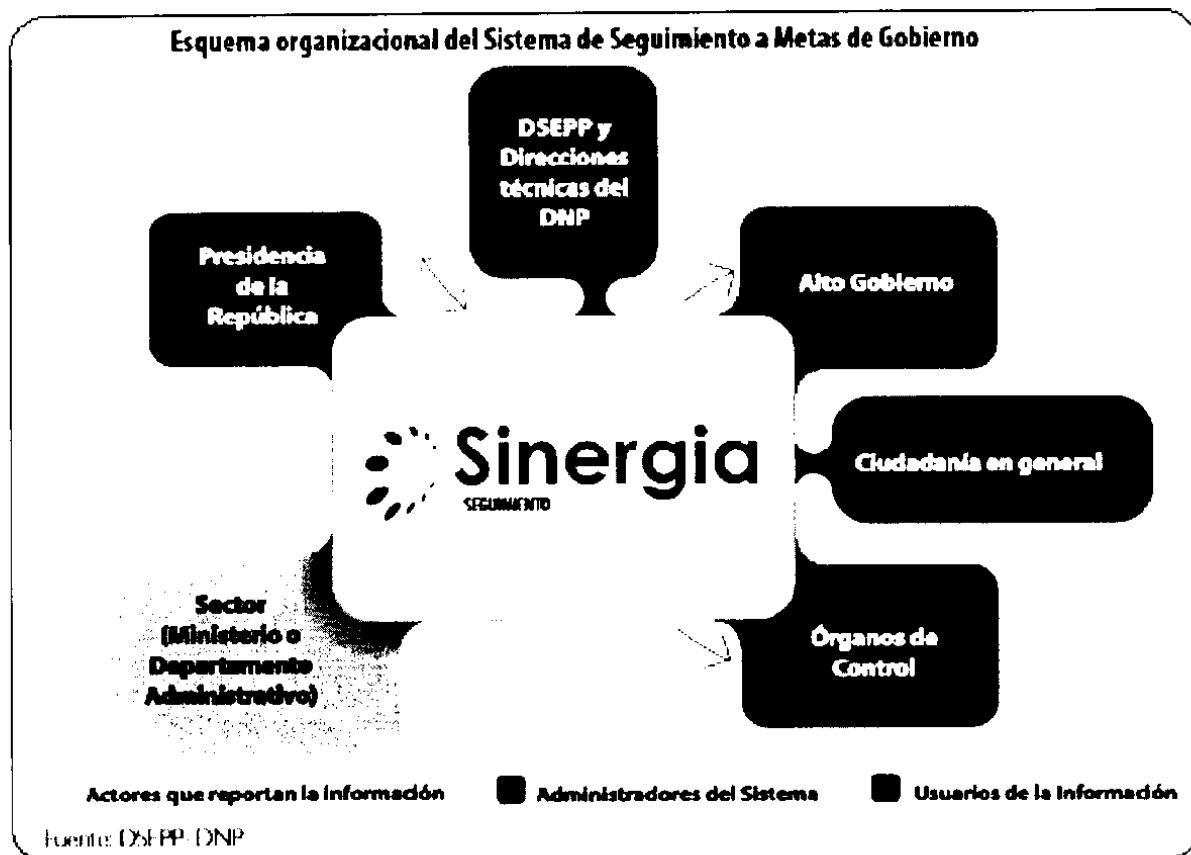 Esquema organizacional del Sistema de Seguimiento a Metas de Gobierno
DSEPP y
Direcciones
técnicas del
DNP
Presidencia
de la
República
Alto Gobierno
Sinergia
SEGUIMIENTO
Ciudadanía en general
Sector
(Ministerio o
Departamento
Administrativo)
Órganos de
Control
Actores que reportan la Información
Administradores del Sistema
Usuarios de la Información
Fuente: DSEPP-DNP